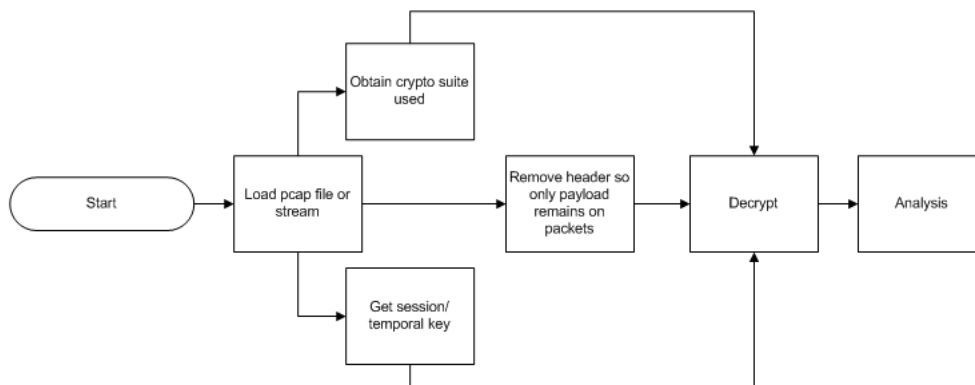 Obtain crypto suite
used
Start
Load pcap file or
stream
Remove header so
only payload
remains on
packets
Decrypt
Analysis
Get session/
temporal key